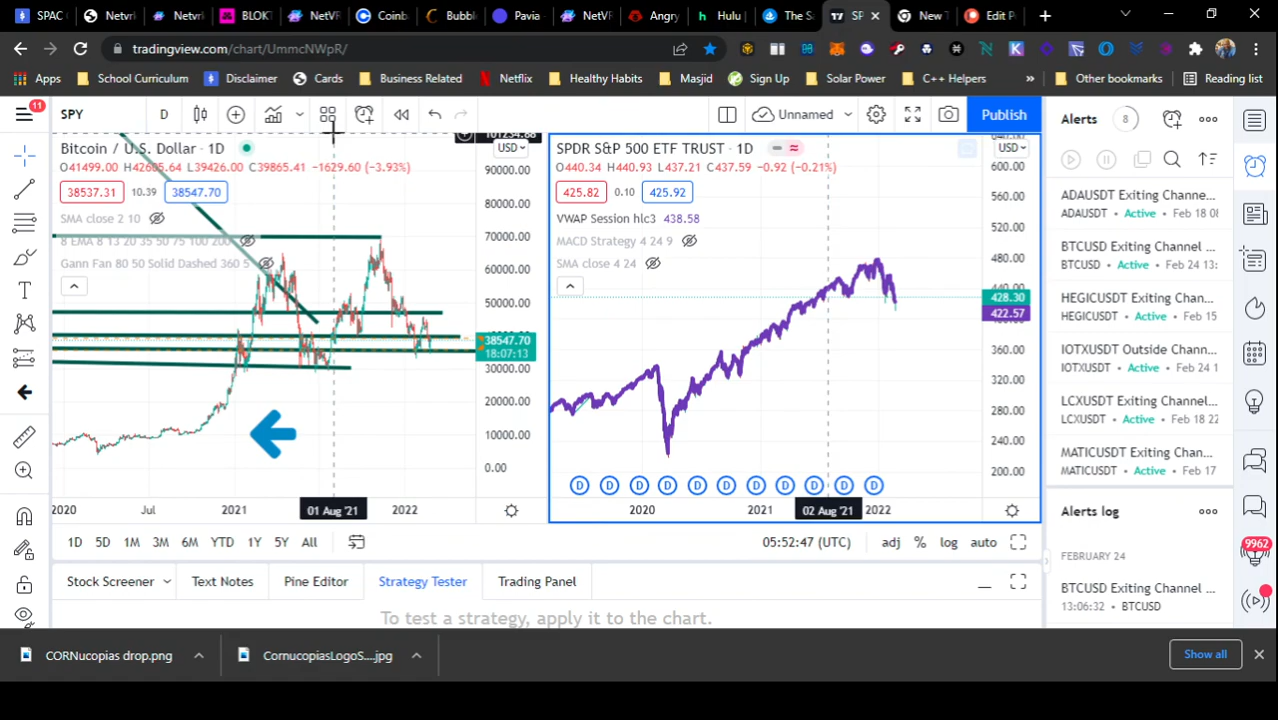 SPAC
Netvrk
Netvrk
BLOKT
NetVR
Coinb
Bubbl
Pavia
NetVR
Angry
Hulu |
The S
SP
New T
Edit P
tradingview.com/chart/UmmcNWpR/
Apps
School Curriculum
Disclaimer
Cards
Business Related
Netflix
Healthy Habits
Masjid
Sign Up
Solar Power
C++ Helpers
»
Other bookmarks
Reading list
11
SPY
D
Unnamed
Publish
Alerts
8
Bitcoin / U.S. Dollar · 1D
USD
O41499.00 H42605.64 L39426.00 C39865.41 −1629.60 (−3.93%)
38537.31 10.39 38547.70
SMA close 2 10
8 EMA 8 13 20 35 50 75 100 200
Gann Fan 80 50 Solid Dashed 360 5
90000.00
80000.00
70000.00
60000.00
50000.00
38547.70
18:07:13
30000.00
20000.00
10000.00
0.00
2020 Jul 2021 01 Aug '21 2022
SPDR S&P 500 ETF TRUST · 1D
USD
O440.34 H440.93 L437.21 C437.59 −0.92 (−0.21%)
425.82 0.10 425.92
VWAP Session hlc3 438.58
MACD Strategy 4 24 9
SMA close 4 24
600.00
560.00
520.00
480.00
428.30
422.57
360.00
320.00
280.00
240.00
200.00
D D D D D D D D D D D
2020 2021 02 Aug '21 2022
1D 5D 1M 3M 6M YTD 1Y 5Y All
05:52:47 (UTC) adj % log auto
Stock Screener Text Notes Pine Editor Strategy Tester Trading Panel
To test a strategy, apply it to the chart.
ADAUSDT Exiting Channe...
ADAUSDT • Active • Feb 18 08
BTCUSD Exiting Channel ...
BTCUSD • Active • Feb 24 13:
HEGICUSDT Exiting Chan...
HEGICUSDT • Active • Feb 1
IOTXUSDT Outside Chann...
IOTXUSDT • Active • Feb 24 1
LCXUSDT Exiting Channel...
LCXUSDT • Active • Feb 18 22
MATICUSDT Exiting Chan...
MATICUSDT • Active • Feb 17
Alerts log
FEBRUARY 24
BTCUSD Exiting Channel ...
13:06:32 • BTCUSD
9962
CORNucopias drop.png
CornucopiasLogoS....jpg
Show all